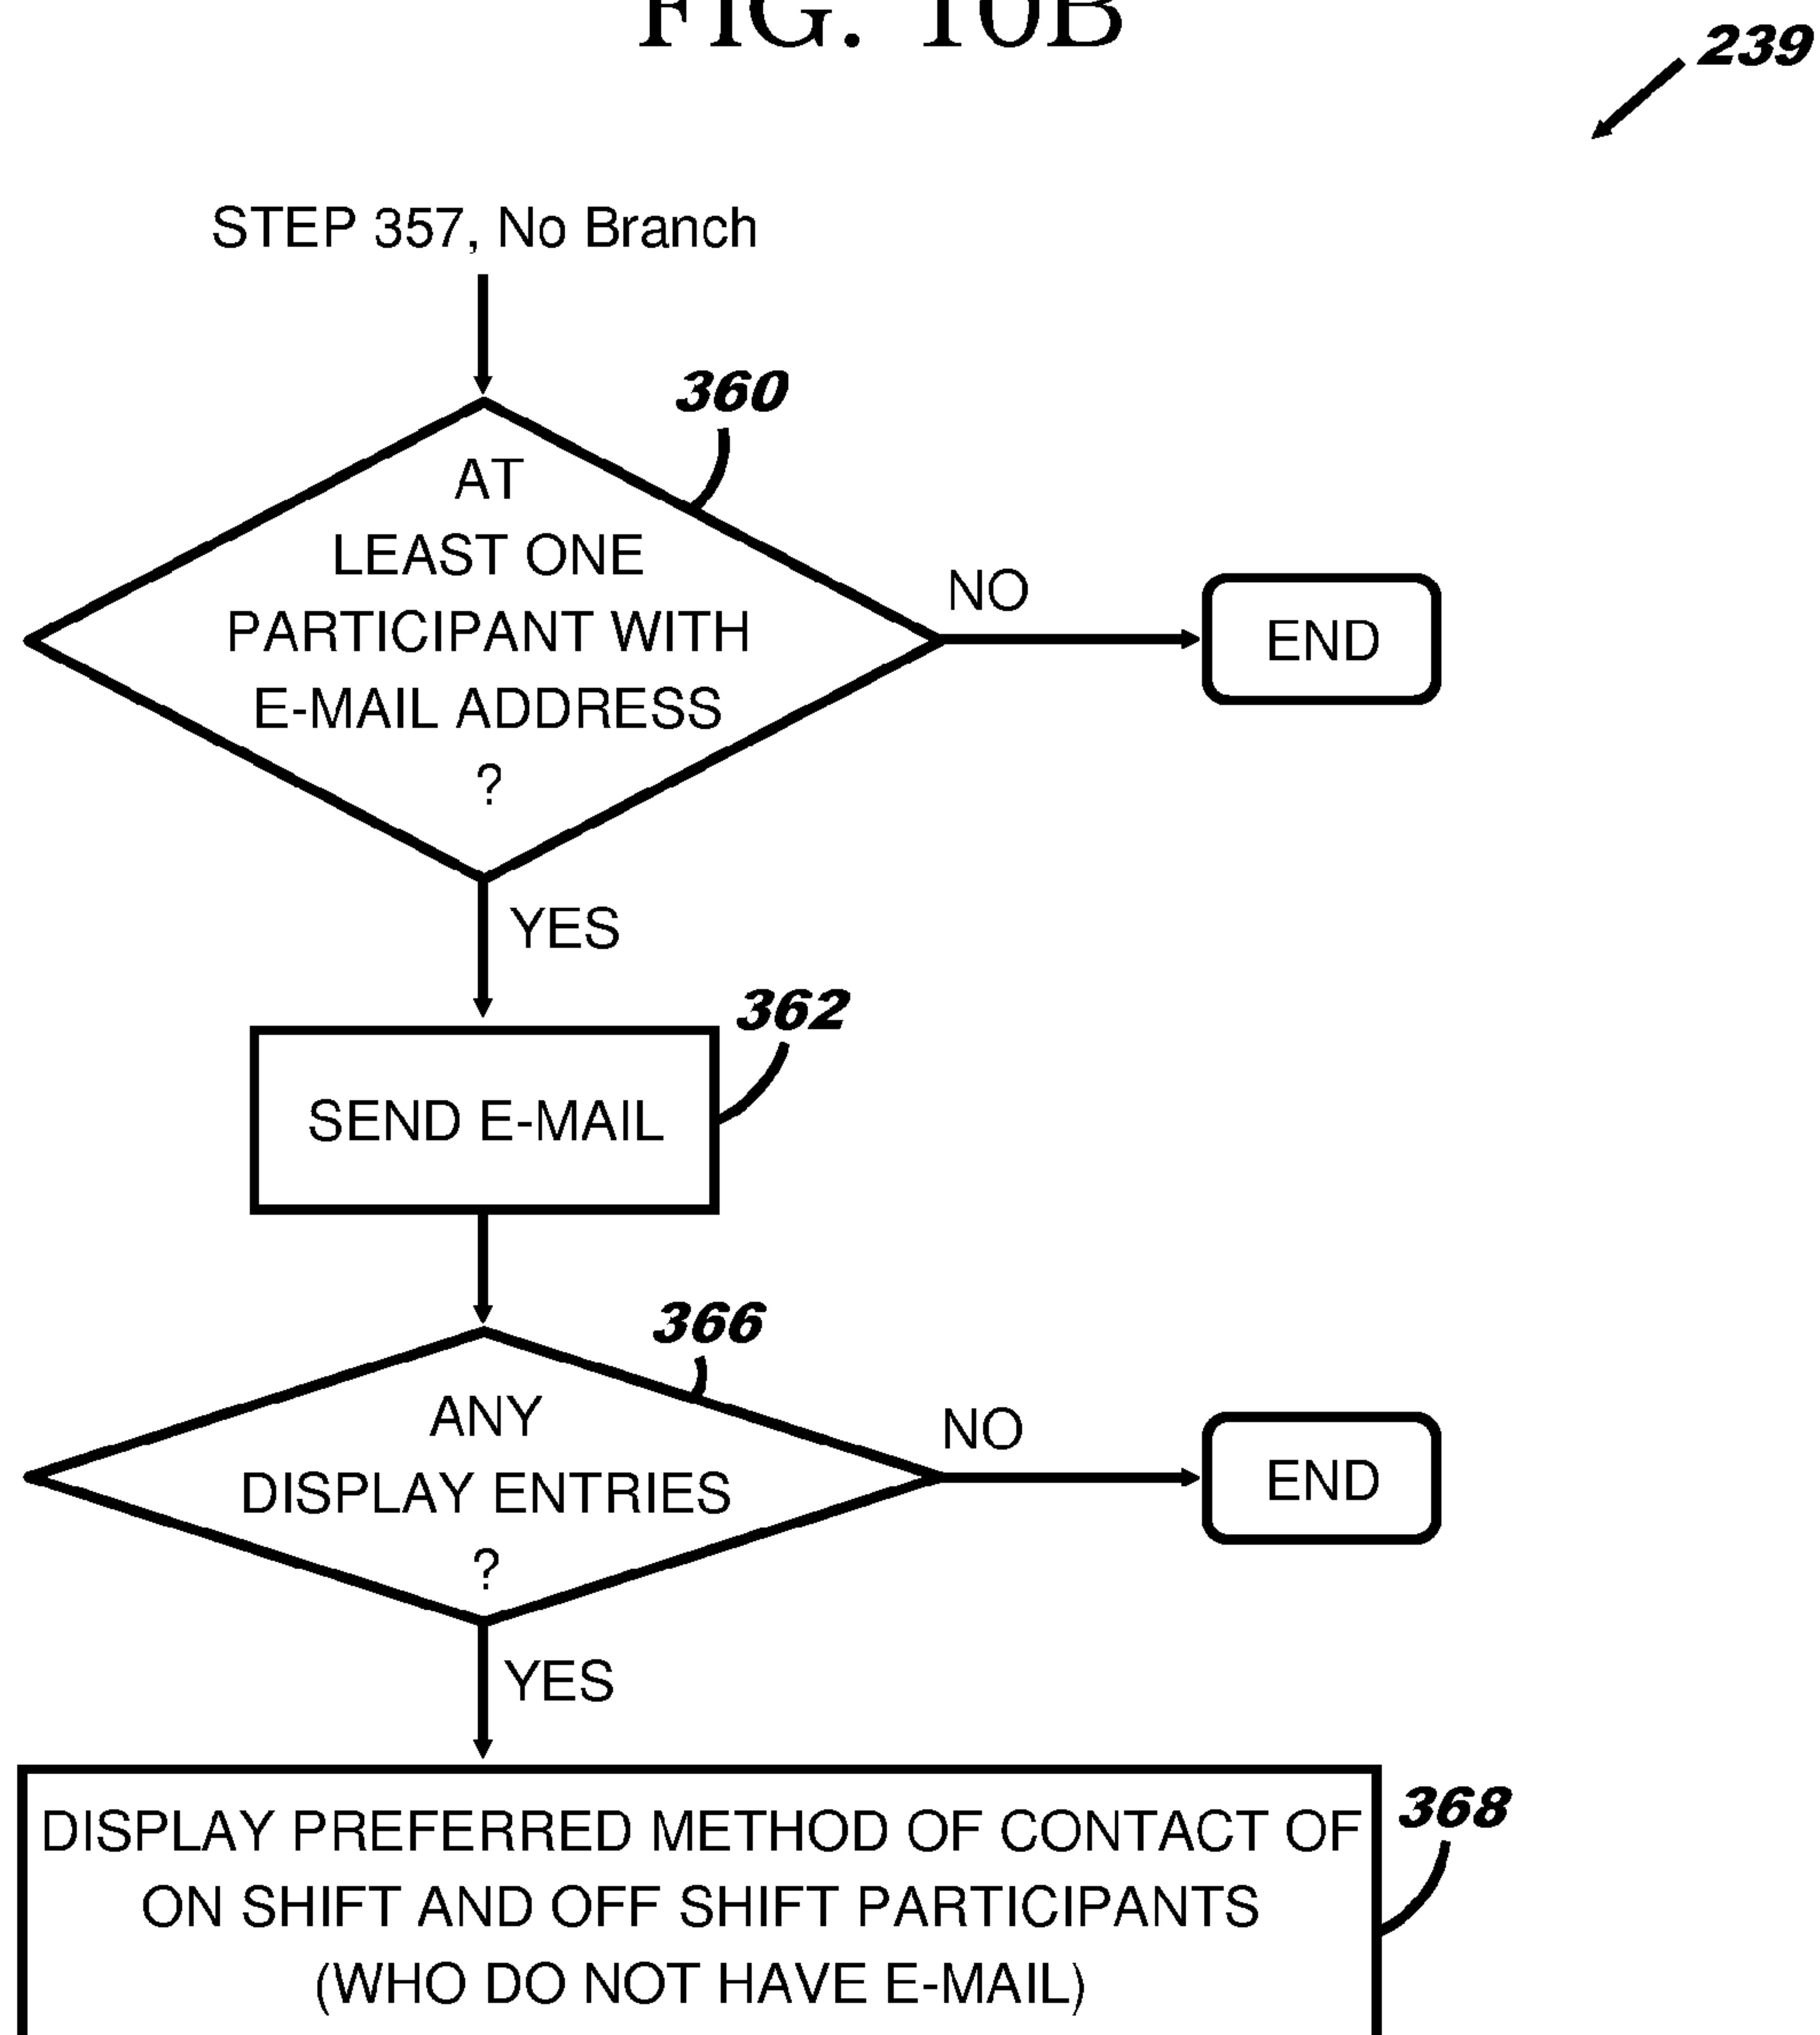 FIG. 10B
239
STEP 357, No Branch
360
AT
LEAST ONE
PARTICIPANT WITH
E-MAIL ADDRESS
?
NO
END
YES
362
SEND E-MAIL
366
ANY
DISPLAY ENTRIES
?
NO
END
YES
368
DISPLAY PREFERRED METHOD OF CONTACT OF
ON SHIFT AND OFF SHIFT PARTICIPANTS
(WHO DO NOT HAVE E-MAIL)